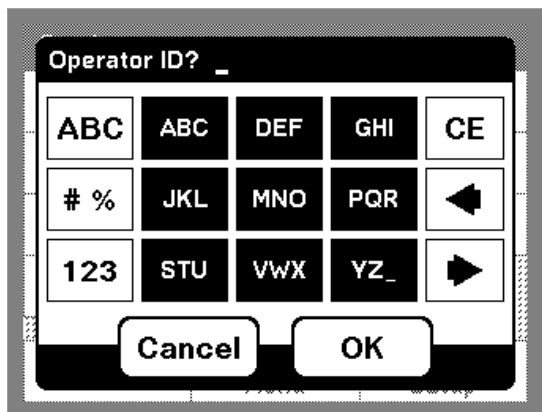 Operator ID? _
ABC ABC DEF GHI CE
# % JKL MNO PQR
123 STU VWX YZ_
Cancel OK